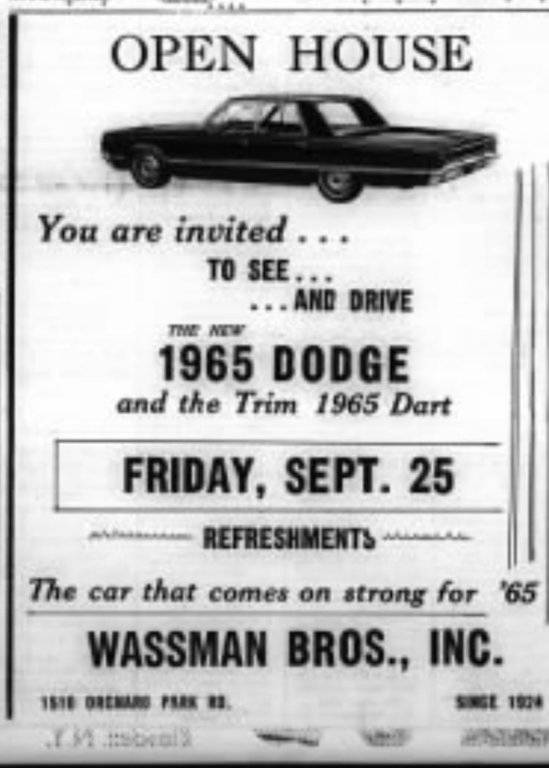 OPEN HOUSE
You are invited . . .
TO SEE . . .
. . . AND DRIVE
THE NEW
1965 DODGE
and the Trim 1965 Dart
FRIDAY, SEPT. 25
REFRESHMENTS
The car that comes on strong for '65
WASSMAN BROS., INC.
1510 ORCHARD PARK RD. SINCE 1924